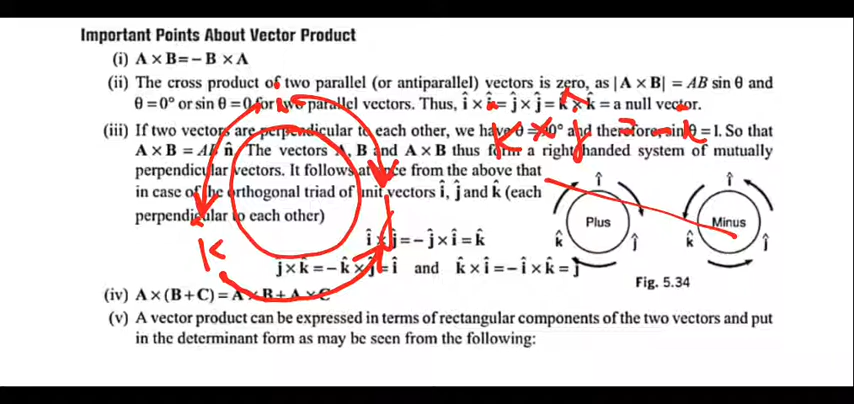 Important Points About Vector Product
(i) A × B = – B × A
(ii) The cross product of two parallel (or antiparallel) vectors is zero, as | A × B | = AB sin θ and
θ = 0° or sin θ = 0 for two parallel vectors. Thus, î × î = ĵ × ĵ = k̂ × k̂ = a null vector.
(iii) If two vectors are perpendicular to each other, we have θ = 90° and therefore sin θ = 1. So that
A × B = AB n̂. The vectors A, B and A × B thus form a right handed system of mutually
perpendicular vectors. It follows at once from the above that
in case of the orthogonal triad of unit vectors î, ĵ and k̂ (each
perpendicular to each other)
î × ĵ = – ĵ × î = k̂
ĵ × k̂ = – k̂ × ĵ = î and k̂ × î = – î × k̂ = ĵ
k × j = - i
i
j
k
î
Plus
k̂
ĵ
î
Minus
k̂
ĵ
Fig. 5.34
(iv) A × (B + C) = A × B + A × C
(v) A vector product can be expressed in terms of rectangular components of the two vectors and put
in the determinant form as may be seen from the following: